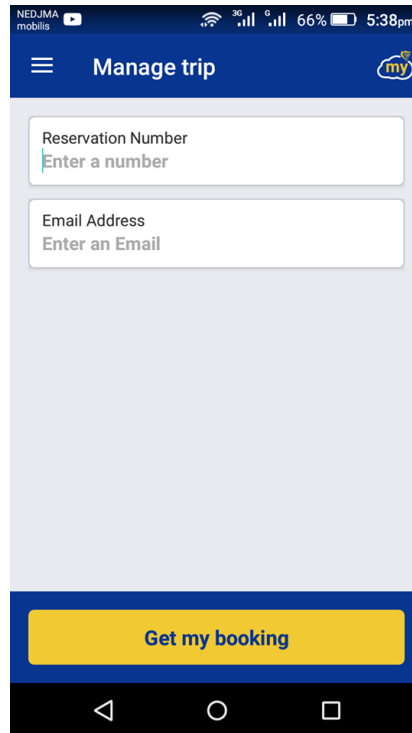 NEDJMA
mobilis
3G G 66% 5:38pm
Manage trip
my
Reservation Number
Enter a number
Email Address
Enter an Email
Get my booking